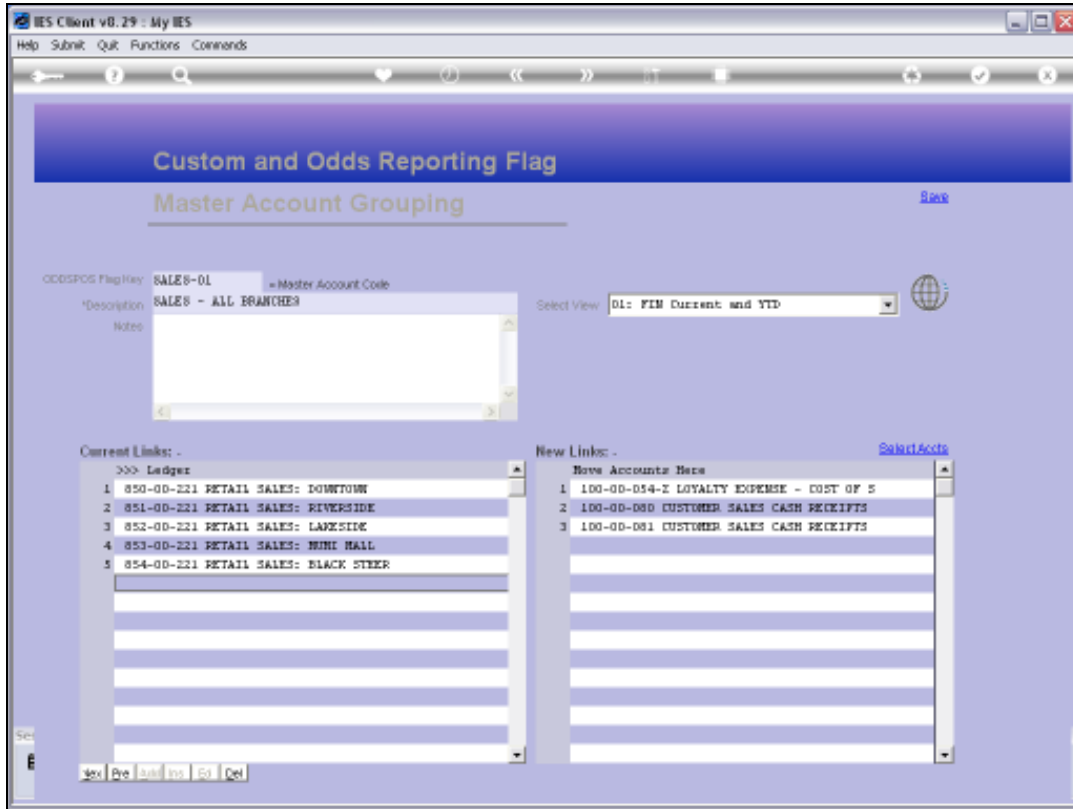 IES Client v8.29 : My IES
Help Submit Quit Functions Commands
Custom and Odds Reporting Flag
Master Account Grouping
Save
ODDSPOS Flag Key SALES-01 = Master Account Code
*Description SALES - ALL BRANCHES
Select View 01: FIN Current and YTD
Notes
Current Links: -
New Links: -
Select Accts
>>> Ledger
Move Accounts Here
1 850-00-221 RETAIL SALES: DOWNTOWN
1 100-00-054-Z LOYALTY EXPENSE - COST OF S
2 851-00-221 RETAIL SALES: RIVERSIDE
2 100-00-080 CUSTOMER SALES CASH RECEIPTS
3 852-00-221 RETAIL SALES: LAKESIDE
3 100-00-081 CUSTOMER SALES CASH RECEIPTS
4 853-00-221 RETAIL SALES: MUNI HALL
5 854-00-221 RETAIL SALES: BLACK STEER
Nex Pre Add Ins Ed Del